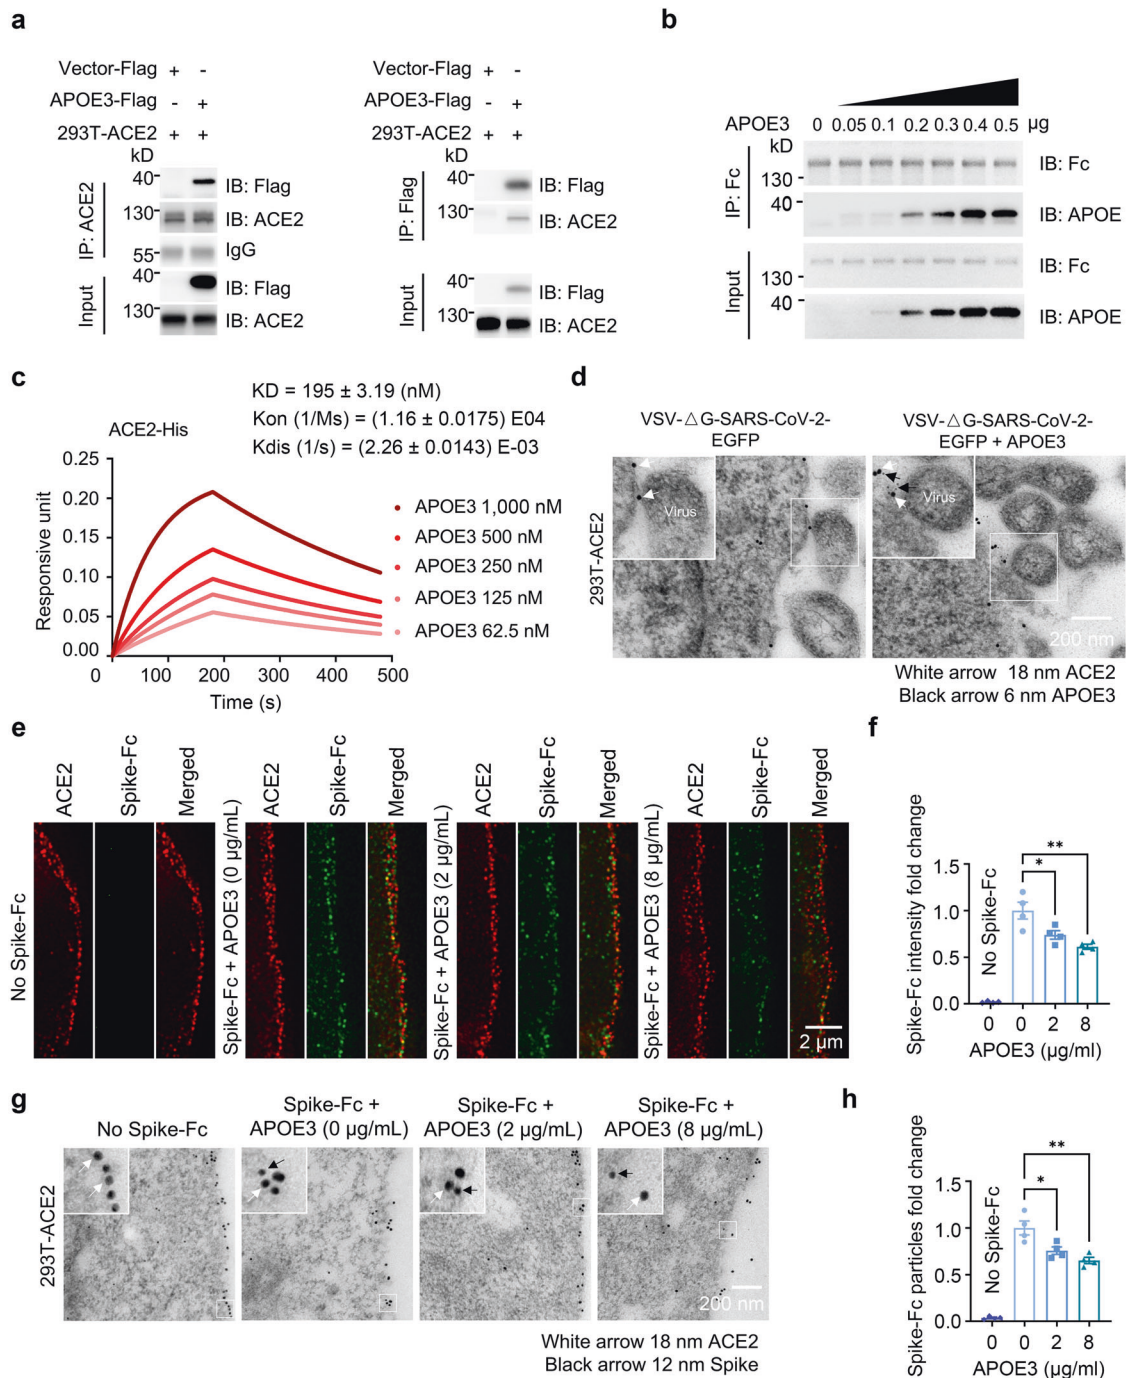 a
Vector-Flag + -
APOE3-Flag - +
293T-ACE2 + +
kD
IP: ACE2
40
IB: Flag
130
IB: ACE2
55
IgG
Input
40
IB: Flag
130
IB: ACE2
Vector-Flag + -
APOE3-Flag - +
293T-ACE2 + +
kD
IP: Flag
40
IB: Flag
130
IB: ACE2
Input
40
IB: Flag
130
IB: ACE2
b
APOE3 0 0.05 0.1 0.2 0.3 0.4 0.5 µg
kD
IP: Fc
130
IB: Fc
40
IB: APOE
Input
130
IB: Fc
40
IB: APOE
c
KD = 195 ± 3.19 (nM)
Kon (1/Ms) = (1.16 ± 0.0175) E04
Kdis (1/s) = (2.26 ± 0.0143) E-03
ACE2-His
Responsive unit
0.25
0.20
0.15
0.10
0.05
0.00
0 100 200 300 400 500
Time (s)
APOE3 1,000 nM
APOE3 500 nM
APOE3 250 nM
APOE3 125 nM
APOE3 62.5 nM
d
VSV-△G-SARS-CoV-2-
EGFP
VSV-△G-SARS-CoV-2-
EGFP + APOE3
293T-ACE2
Virus
Virus
200 nm
White arrow 18 nm ACE2
Black arrow 6 nm APOE3
e
No Spike-Fc
ACE2
Spike-Fc
Merged
Spike-Fc + APOE3 (0 µg/mL)
ACE2
Spike-Fc
Merged
Spike-Fc + APOE3 (2 µg/mL)
ACE2
Spike-Fc
Merged
Spike-Fc + APOE3 (8 µg/mL)
ACE2
Spike-Fc
Merged
2 µm
f
Spike-Fc intensity fold change
1.5
1.0
0.5
0.0
No Spike-Fc
*
**
0 0 2 8
APOE3 (µg/ml)
g
No Spike-Fc
Spike-Fc +
APOE3 (0 µg/mL)
Spike-Fc +
APOE3 (2 µg/mL)
Spike-Fc +
APOE3 (8 µg/mL)
293T-ACE2
200 nm
White arrow 18 nm ACE2
Black arrow 12 nm Spike
h
Spike-Fc particles fold change
1.5
1.0
0.5
0.0
No Spike-Fc
*
**
0 0 2 8
APOE3 (µg/ml)